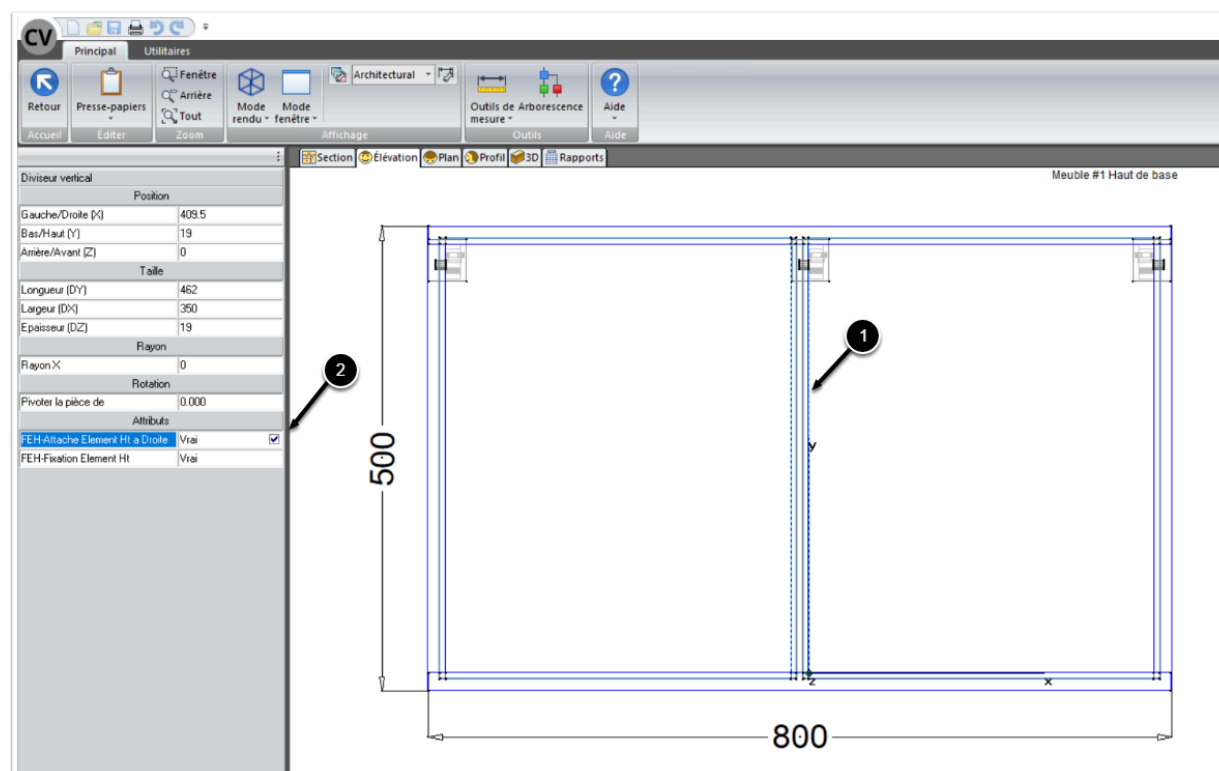 CV
Principal Utilitaires
Retour
Presse-papiers
Fenêtre
Arrière
Tout
Mode rendu
Mode fenêtre
Architectural
Outils de mesure
Arborescence
Aide
Accueil Éditer Zoom Affichage Outils Aide
Section Élévation Plan Profil 3D Rapports
Diviseur vertical
Position
Gauche/Droite (X) 409.5
Bas/Haut (Y) 19
Arrière/Avant (Z) 0
Taille
Longueur (DY) 462
Largeur (DX) 350
Epaisseur (DZ) 19
Rayon
Rayon X 0
Rotation
Pivoter la pièce de 0.000
Attributs
FEH-Attache Element Ht a Droite Vrai
FEH-Fixation Element Ht Vrai
Meuble #1 Haut de base
1
2
500
y
z
x
800